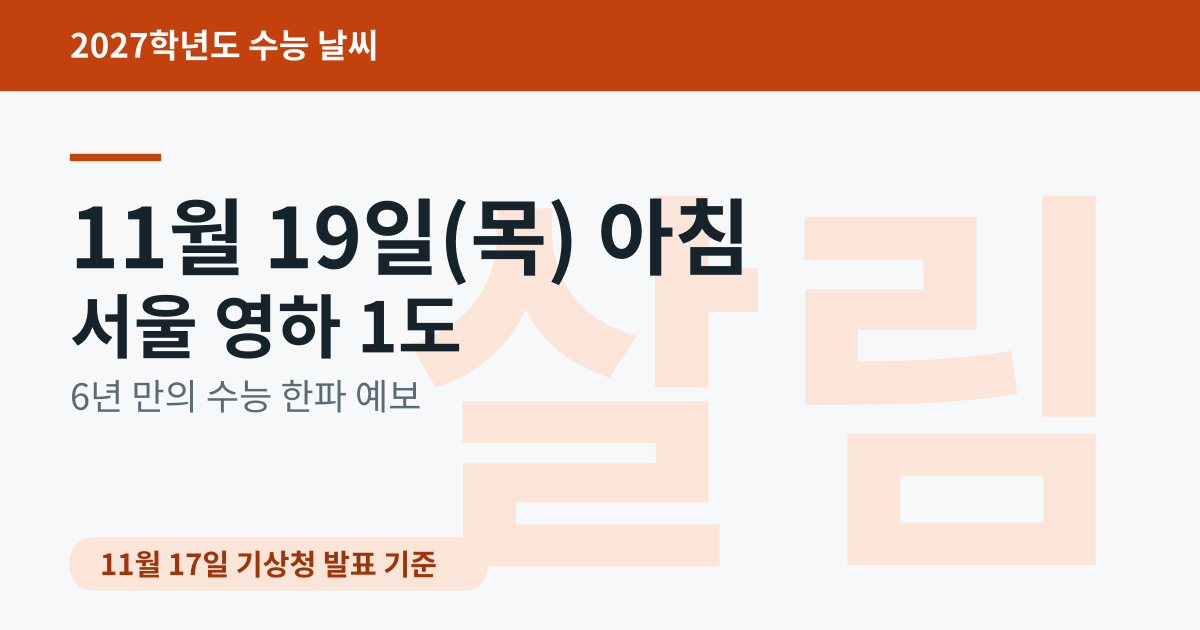 2027학년도 수능 날씨
11월 19일(목) 아침
서울 영하 1도
6년 만의 수능 한파 예보
살림
11월 17일 기상청 발표 기준